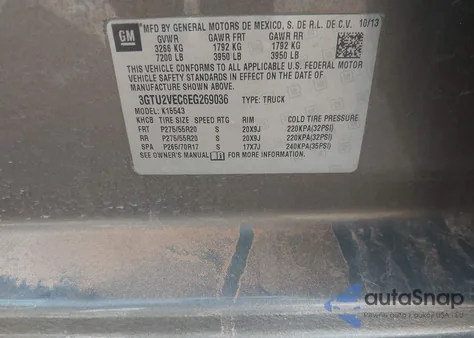 GM
MFD BY GENERAL MOTORS DE MEXICO, S. DE R.L. DE C.V. 10/13
GVWR GAWR FRT GAWR RR
3266 KG 1792 KG 1792 KG
7200 LB 3950 LB 3950 LB
THIS VEHICLE CONFORMS TO ALL APPLICABLE U.S. FEDERAL
MOTOR VEHICLE SAFETY STANDARDS IN EFFECT ON THE DATE OF
MANUFACTURE SHOWN ABOVE.
3GTU2VEC6EG269036 TYPE: TRUCK
MODEL: K15543
KHCB TIRE SIZE SPEED RTG RIM COLD TIRE PRESSURE
FRT P275/55R20 S 20X9J 220KPA(32PSI)
RR P275/55R20 S 20X9J 220KPA(32PSI)
SPA P265/70R17 S 17X7J 240KPA(35PSI)
SEE OWNER'S MANUAL FOR MORE INFORMATION
autoSnap